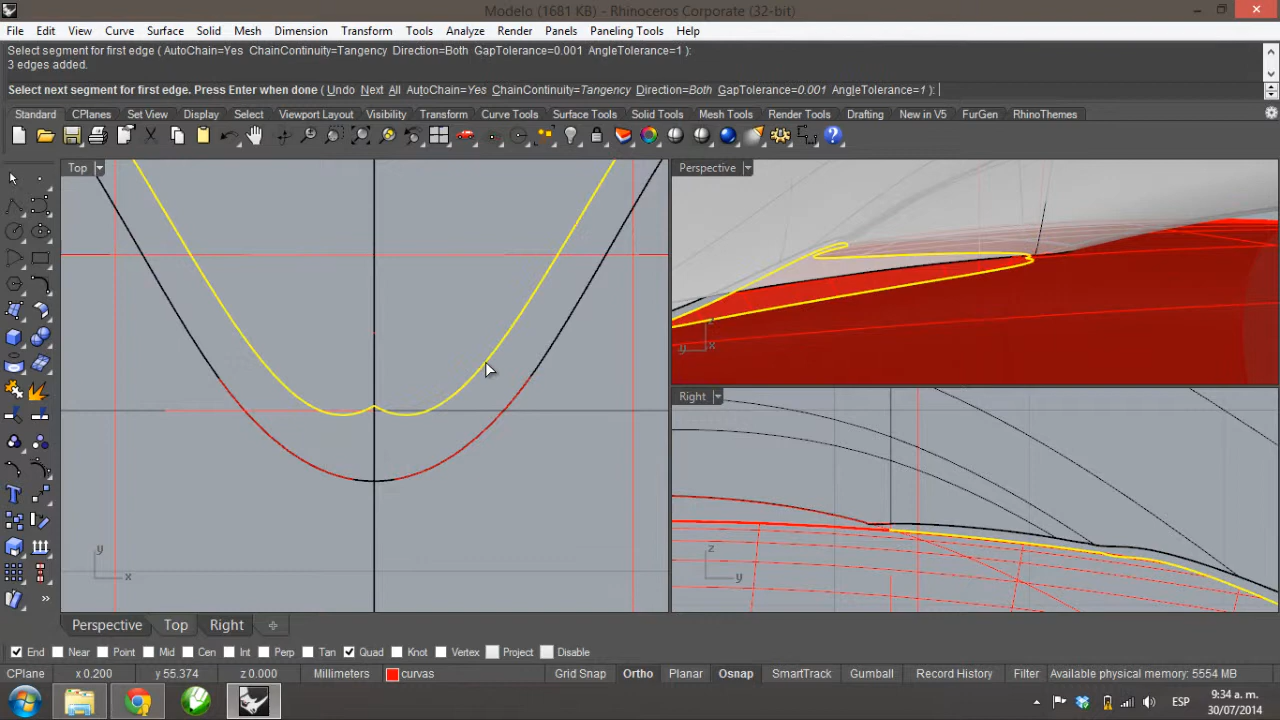 Modelo (1681 KB) - Rhinoceros Corporate (32-bit)
File Edit View Curve Surface Solid Mesh Dimension Transform Tools Analyze Render Panels Paneling Tools Help
Select segment for first edge ( AutoChain=Yes ChainContinuity=Tangency Direction=Both GapTolerance=0.001 AngleTolerance=1 ):
3 edges added.
Select next segment for first edge. Press Enter when done ( Undo Next All AutoChain=Yes ChainContinuity=Tangency Direction=Both GapTolerance=0.001 AngleTolerance=1 ):
Standard CPlanes Set View Display Select Viewport Layout Visibility Transform Curve Tools Surface Tools Solid Tools Mesh Tools Render Tools Drafting New in V5 FurGen RhinoThemes
Top
Perspective
z
y x
Right
y
x
z
y
Perspective Top Right
End Near Point Mid Cen Int Perp Tan Quad Knot Vertex Project Disable
CPlane x 0.200 y 55.374 z 0.000 Millimeters curvas Grid Snap Ortho Planar Osnap SmartTrack Gumball Record History Filter Available physical memory: 5554 MB
ESP
9:34 a. m.
30/07/2014